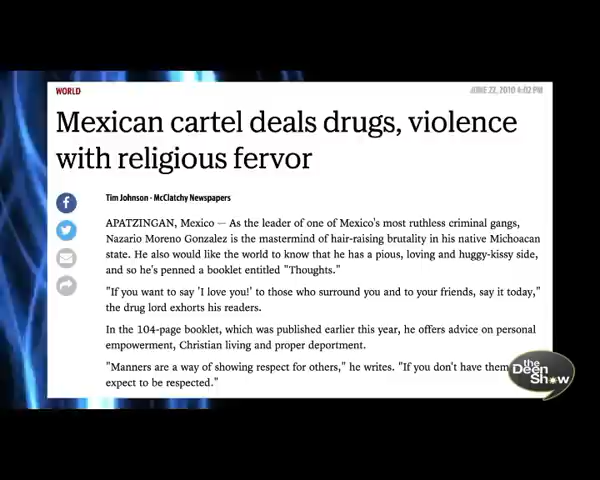 WORLD
JUNE 22, 2010 4:02 PM
Mexican cartel deals drugs, violence
with religious fervor
Tim Johnson - McClatchy Newspapers
APATZINGAN, Mexico — As the leader of one of Mexico's most ruthless criminal gangs,
Nazario Moreno Gonzalez is the mastermind of hair-raising brutality in his native Michoacan
state. He also would like the world to know that he has a pious, loving and huggy-kissy side,
and so he's penned a booklet entitled "Thoughts."
"If you want to say 'I love you!' to those who surround you and to your friends, say it today,"
the drug lord exhorts his readers.
In the 104-page booklet, which was published earlier this year, he offers advice on personal
empowerment, Christian living and proper deportment.
"Manners are a way of showing respect for others," he writes. "If you don't have them
expect to be respected."
the
Deen
Show